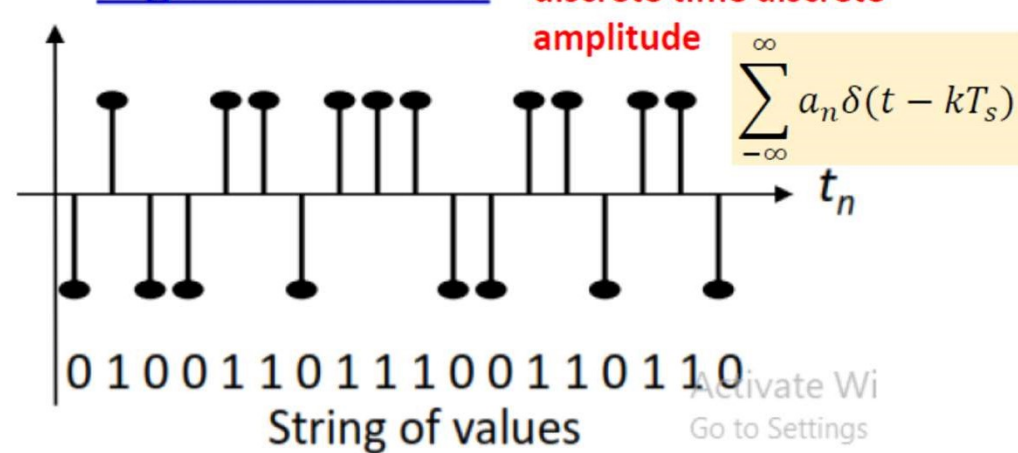 amplitude
∞
∑ aₙδ(t − kTₛ)
−∞
tₙ
0 1 0 0 1 1 0 1 1 1 0 0 1 1 0 1 1 0
String of values
Activate Wi
Go to Settings